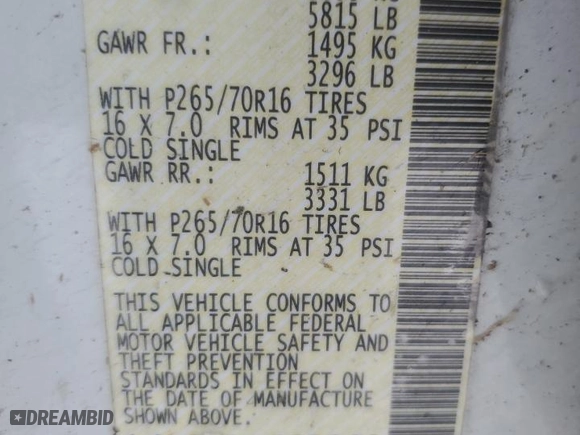 5815 LB
GAWR FR.: 1495 KG
3296 LB
WITH P265/70R16 TIRES
16 X 7.0 RIMS AT 35 PSI
COLD SINGLE
GAWR RR.: 1511 KG
3331 LB
WITH P265/70R16 TIRES
16 X 7.0 RIMS AT 35 PSI
COLD SINGLE
THIS VEHICLE CONFORMS TO
ALL APPLICABLE FEDERAL
MOTOR VEHICLE SAFETY AND
THEFT PREVENTION
STANDARDS IN EFFECT ON
THE DATE OF MANUFACTURE
SHOWN ABOVE.
DREAMBID